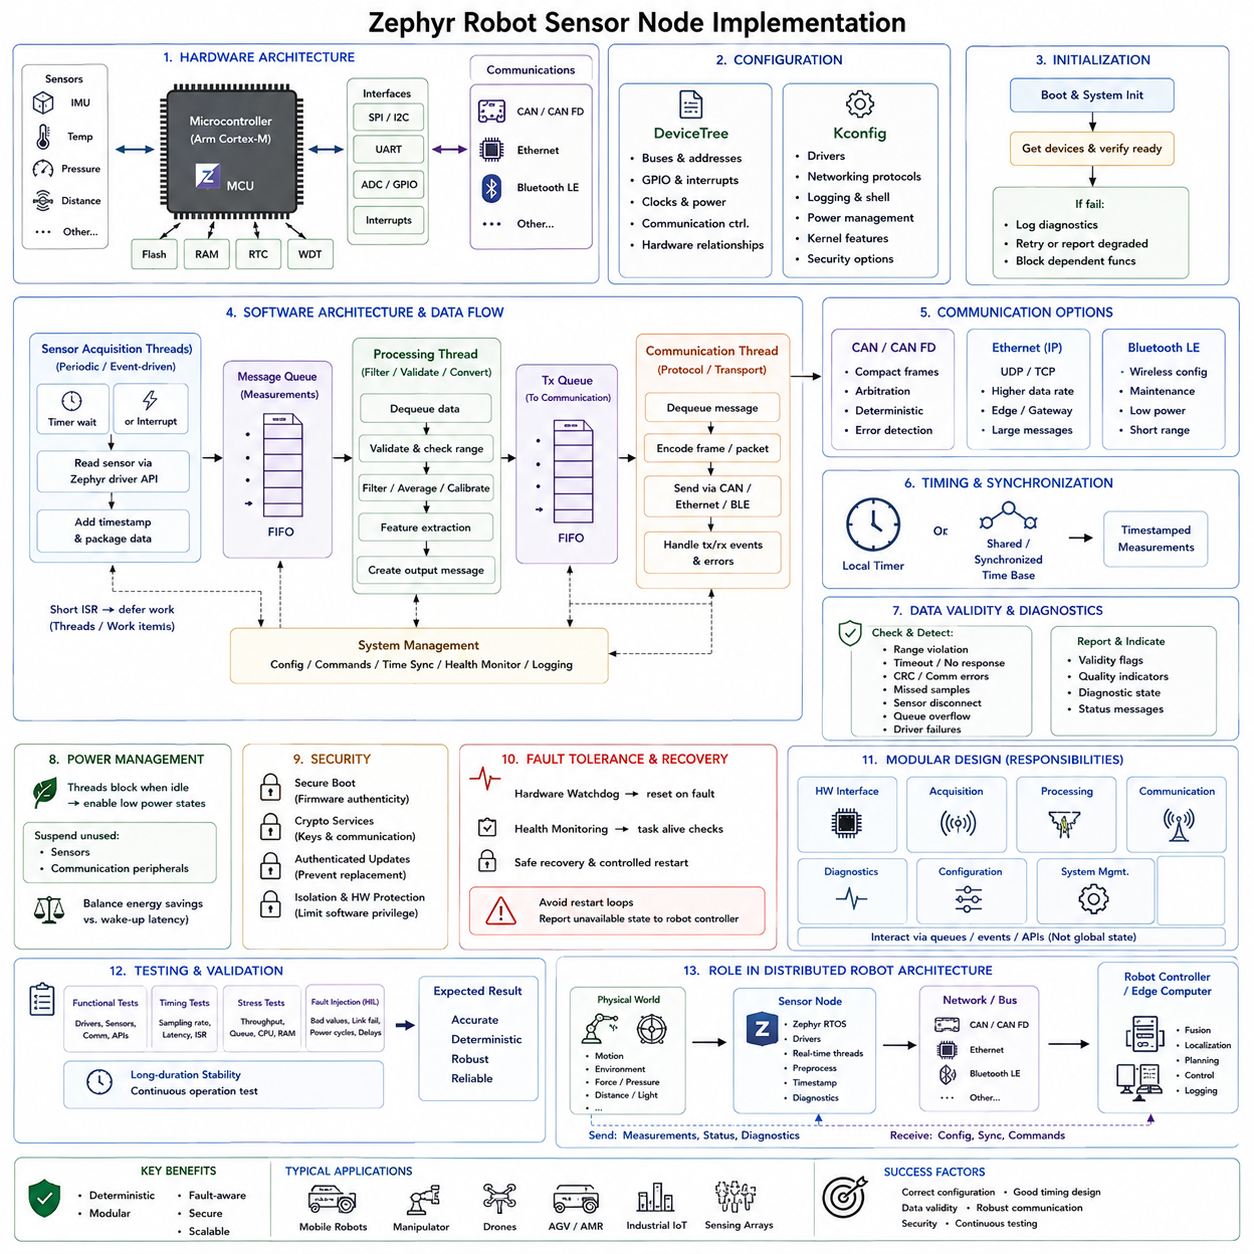 Zephyr Robot Sensor Node Implementation
1. HARDWARE ARCHITECTURE
Sensors
IMU
Temp
Pressure
Distance
Other...
Microcontroller
(Arm Cortex-M)
Z
MCU
Flash
RAM
RTC
WDT
Interfaces
SPI / I2C
UART
ADC / GPIO
Interrupts
Communications
CAN / CAN FD
Ethernet
Bluetooth LE
Other...
2. CONFIGURATION
DeviceTree
• Buses & addresses
• GPIO & interrupts
• Clocks & power
• Communication ctrl.
• Hardware relationships
Kconfig
• Drivers
• Networking protocols
• Logging & shell
• Power management
• Kernel features
• Security options
3. INITIALIZATION
Boot & System Init
Get devices & verify ready
If fail:
• Log diagnostics
• Retry or report degraded
• Block dependent funcs
4. SOFTWARE ARCHITECTURE & DATA FLOW
Sensor Acquisition Threads)
(Periodic / Event-driven)
Timer wait
or Interrupt
Read sensor via
Zephyr driver API
Add timestamp
& package data
Short ISR → defer work
(Threads / Work items)
Message Queue
(Measurements)
FIFO
Processing Thread
(Filter / Validate / Convert)
Dequeue data
Validate & check range
Filter / Average / Calibrate
Feature extraction
Create output message
Tx Queue
(To Communication)
FIFO
Communication Thread
(Protocol / Transport)
Dequeue message
Encode frame / packet
Send via CAN /
Ethernet / BLE
Handle tx/rx events
& errors
System Management
Config / Commands / Time Sync / Health Monitor / Logging
5. COMMUNICATION OPTIONS
CAN / CAN FD
• Compact frames
• Arbitration
• Deterministic
• Error detection
Ethernet (IP)
UDP / TCP
• Higher data rate
• Edge / Gateway
• Large messages
Bluetooth LE
• Wireless config
• Maintenance
• Low power
• Short range
6. TIMING & SYNCHRONIZATION
Local Timer
Or
Shared /
Synchronized
Time Base
Timestamped
Measurements
7. DATA VALIDITY & DIAGNOSTICS
Check & Detect:
• Range violation
• Timeout / No response
• CRC / Comm errors
• Missed samples
• Sensor disconnect
• Queue overflow
• Driver failures
Report & Indicate
• Validity flags
• Quality indicators
• Diagnostic state
• Status messages
8. POWER MANAGEMENT
Threads block when idle
→ enable low power states
Suspend unused:
• Sensors
• Communication peripherals
Balance energy savings
vs. wake-up latency)
9. SECURITY
Secure Boot
(Firmware authenticity)
Crypto Services
(Keys & communication)
Authenticated Updates
(Prevent replacement)
Isolation & HW Protection
(Limit software privilege)
10. FAULT TOLERANCE & RECOVERY
Hardware Watchdog → reset on fault
Health Monitoring → task alive checks
Safe recovery & controlled restart
Avoid restart loops
Report unavailable state to robot controller
11. MODULAR DESIGN (RESPONSIBILITIES)
HW Interface
Acquisition
Processing
Communication
Diagnostics
Configuration
System Mgmt.
Interact via queues / events / APIs (Not global state)
12. TESTING & VALIDATION
Functional Tests
Drivers, Sensors,
Comm, APIs
Timing Tests
Sampling rate,
Latency, ISR
Stress Tests
Throughput,
Queue, CPU, RAM
Fault Injection (HIL)
Bad values, Link fail,
Power cycles, Delays
Long-duration Stability
Continuous operation test
Expected Result
Accurate
Deterministic
Robust
Reliable
13. ROLE IN DISTRIBUTED ROBOT ARCHITECTURE
Physical World
• Motion
• Environment
• Force / Pressure
• Distance / Light
• ...
Sensor Node
Z
• Zephyr RTOS
• Drivers
• Real-time threads
• Preprocess
• Timestamp
• Diagnostics
Network / Bus
CAN / CAN FD
Ethernet
Bluetooth LE
Other...
Robot Controller
/ Edge Computer
• Fusion
• Localization
• Planning
• Control
• Logging
Send: Measurements, Status, Diagnostics
Receive: Config, Sync, Commands
KEY BENEFITS
• Deterministic
• Modular
• Fault-aware
• Secure
• Scalable
TYPICAL APPLICATIONS
Mobile Robots
Manipulator
Drones
AGV / AMR
Industrial IoT
Sensing Arrays
SUCCESS FACTORS
Correct configuration • Good timing design
Data validity • Robust communication
Security • Continuous testing